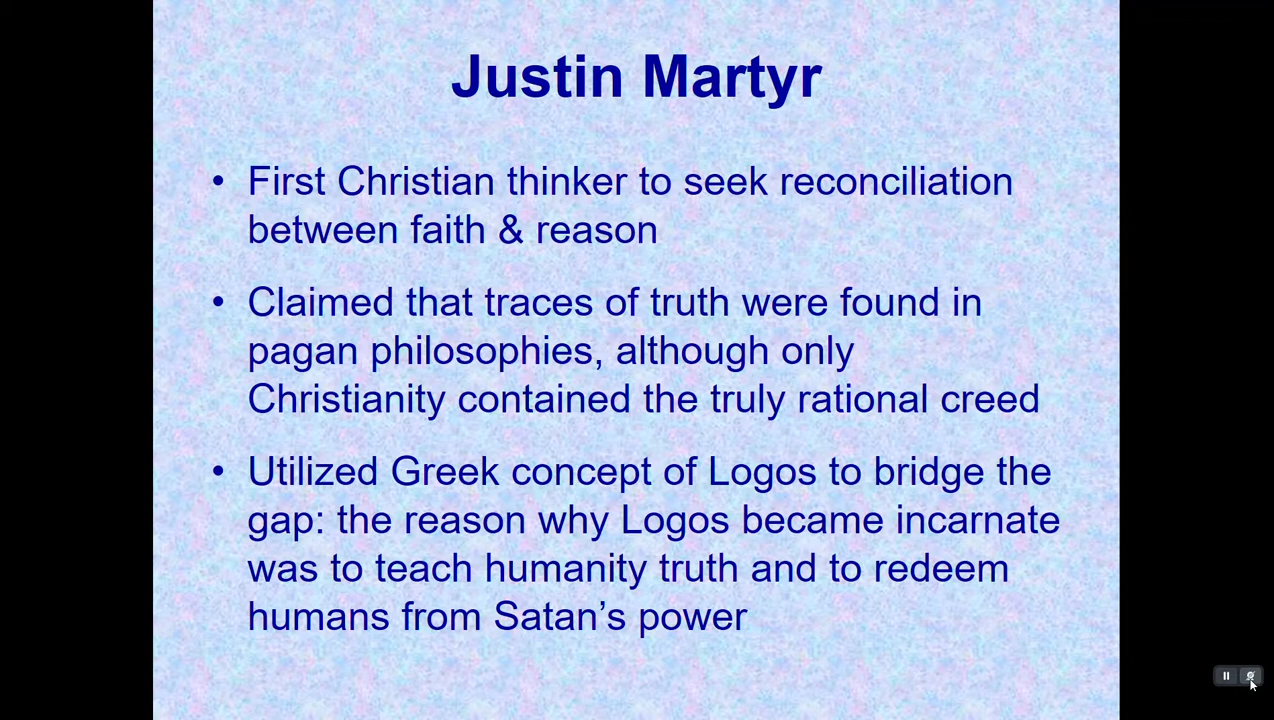 Justin Martyr
• First Christian thinker to seek reconciliation
between faith & reason
• Claimed that traces of truth were found in
pagan philosophies, although only
Christianity contained the truly rational creed
• Utilized Greek concept of Logos to bridge the
gap: the reason why Logos became incarnate
was to teach humanity truth and to redeem
humans from Satan’s power